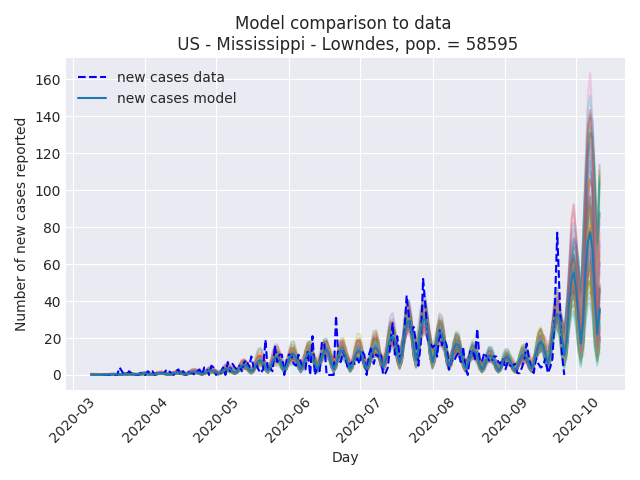 Model comparison to data
US - Mississippi - Lowndes, pop. = 58595
new cases data
new cases model
Number of new cases reported
160
140
120
100
80
60
40
20
0
2020-03
2020-04
2020-05
2020-06
2020-07
2020-08
2020-09
2020-10
Day